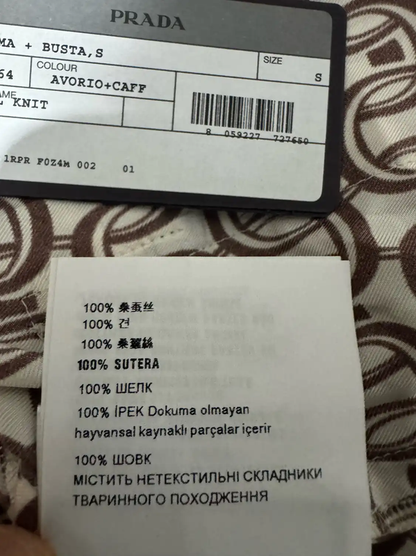 PRADA
MA + BUSTA,S
SIZE
64
COLOUR
S
AVORIO+CAFF
AME
L KNIT
8 059227 727650
1RPR F0Z4M 002 01
100% 桑蚕丝
100% 견
100% 桑蠶絲
100% SUTERA
100% ШЕЛК
100% İPEK Dokuma olmayan
hayvansal kaynaklı parçalar içerir
100% ШОВК
МІСТИТЬ НЕТЕКСТИЛЬНІ СКЛАДНИКИ
ТВАРИННОГО ПОХОДЖЕННЯ